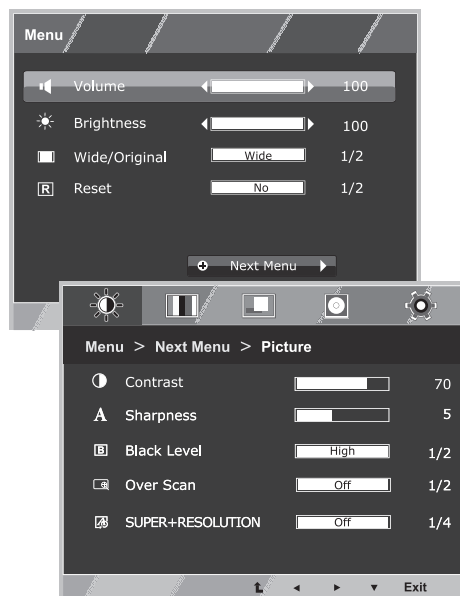 Menu
Volume 100
Brightness 100
Wide/Original Wide 1/2
R Reset No 1/2
Next Menu
Menu > Next Menu > Picture
Contrast 70
A Sharpness 5
B Black Level High 1/2
Over Scan Off 1/2
SUPER+RESOLUTION Off 1/4
Exit